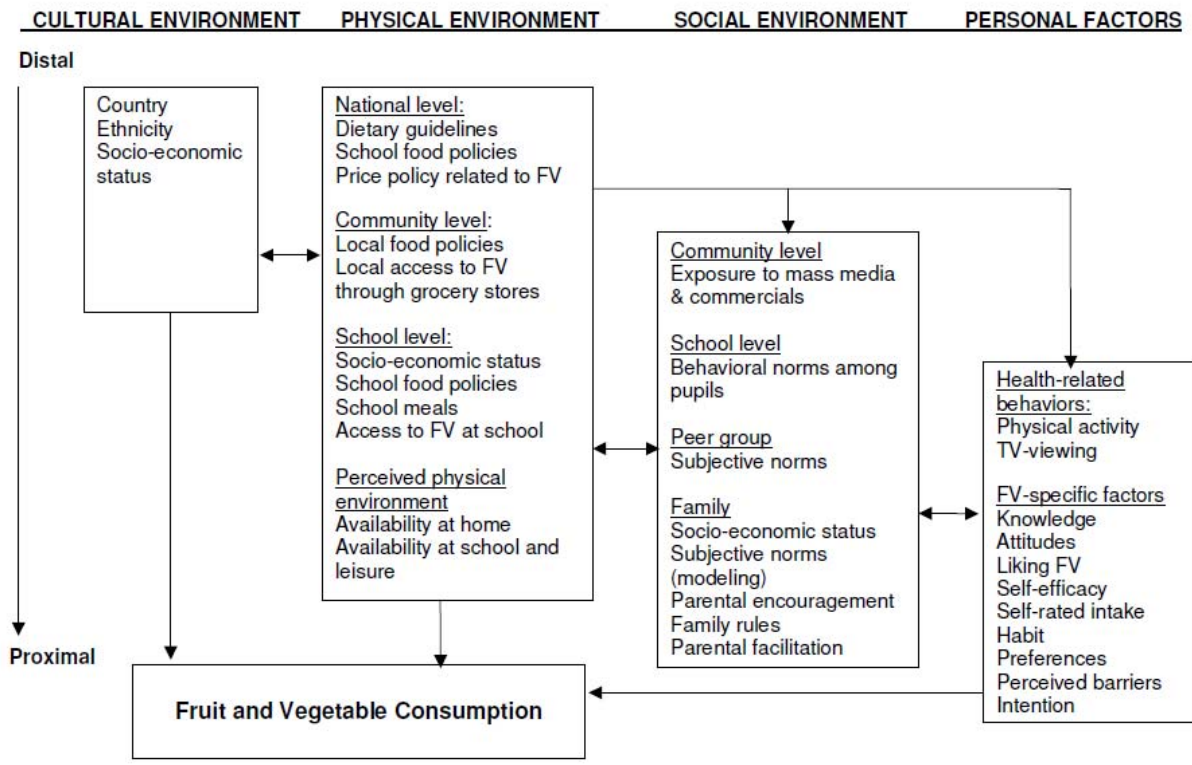 CULTURAL ENVIRONMENT
PHYSICAL ENVIRONMENT
SOCIAL ENVIRONMENT
PERSONAL FACTORS
Distal
Country
Ethnicity
Socio-economic
status
National level:
Dietary guidelines
School food policies
Price policy related to FV
Community level:
Local food policies
Local access to FV
through grocery stores
School level:
Socio-economic status
School food policies
School meals
Access to FV at school
Perceived physical
environment
Availability at home
Availability at school and
leisure
Community level
Exposure to mass media
& commercials
School level
Behavioral norms among
pupils
Peer group
Subjective norms
Family
Socio-economic status
Subjective norms
(modeling)
Parental encouragement
Family rules
Parental facilitation
Health-related
behaviors:
Physical activity
TV-viewing
FV-specific factors
Knowledge
Attitudes
Liking FV
Self-efficacy
Self-rated intake
Habit
Preferences
Perceived barriers
Intention
Proximal
Fruit and Vegetable Consumption